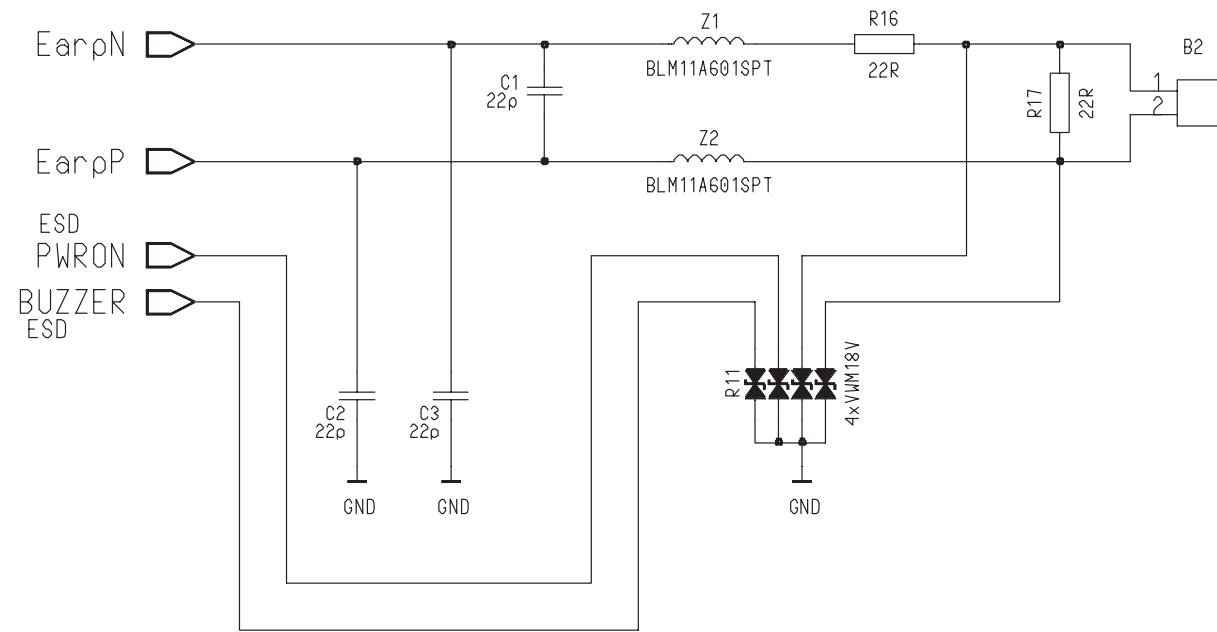 EarpN
Z1
BLM11A601SPT
R16
22R
B2
C1
22p
R17
22R
1
2
EarpP
Z2
BLM11A601SPT
ESD
PWRON
BUZZER
ESD
R11
4xVWM18V
C2
22p
C3
22p
GND
GND
GND